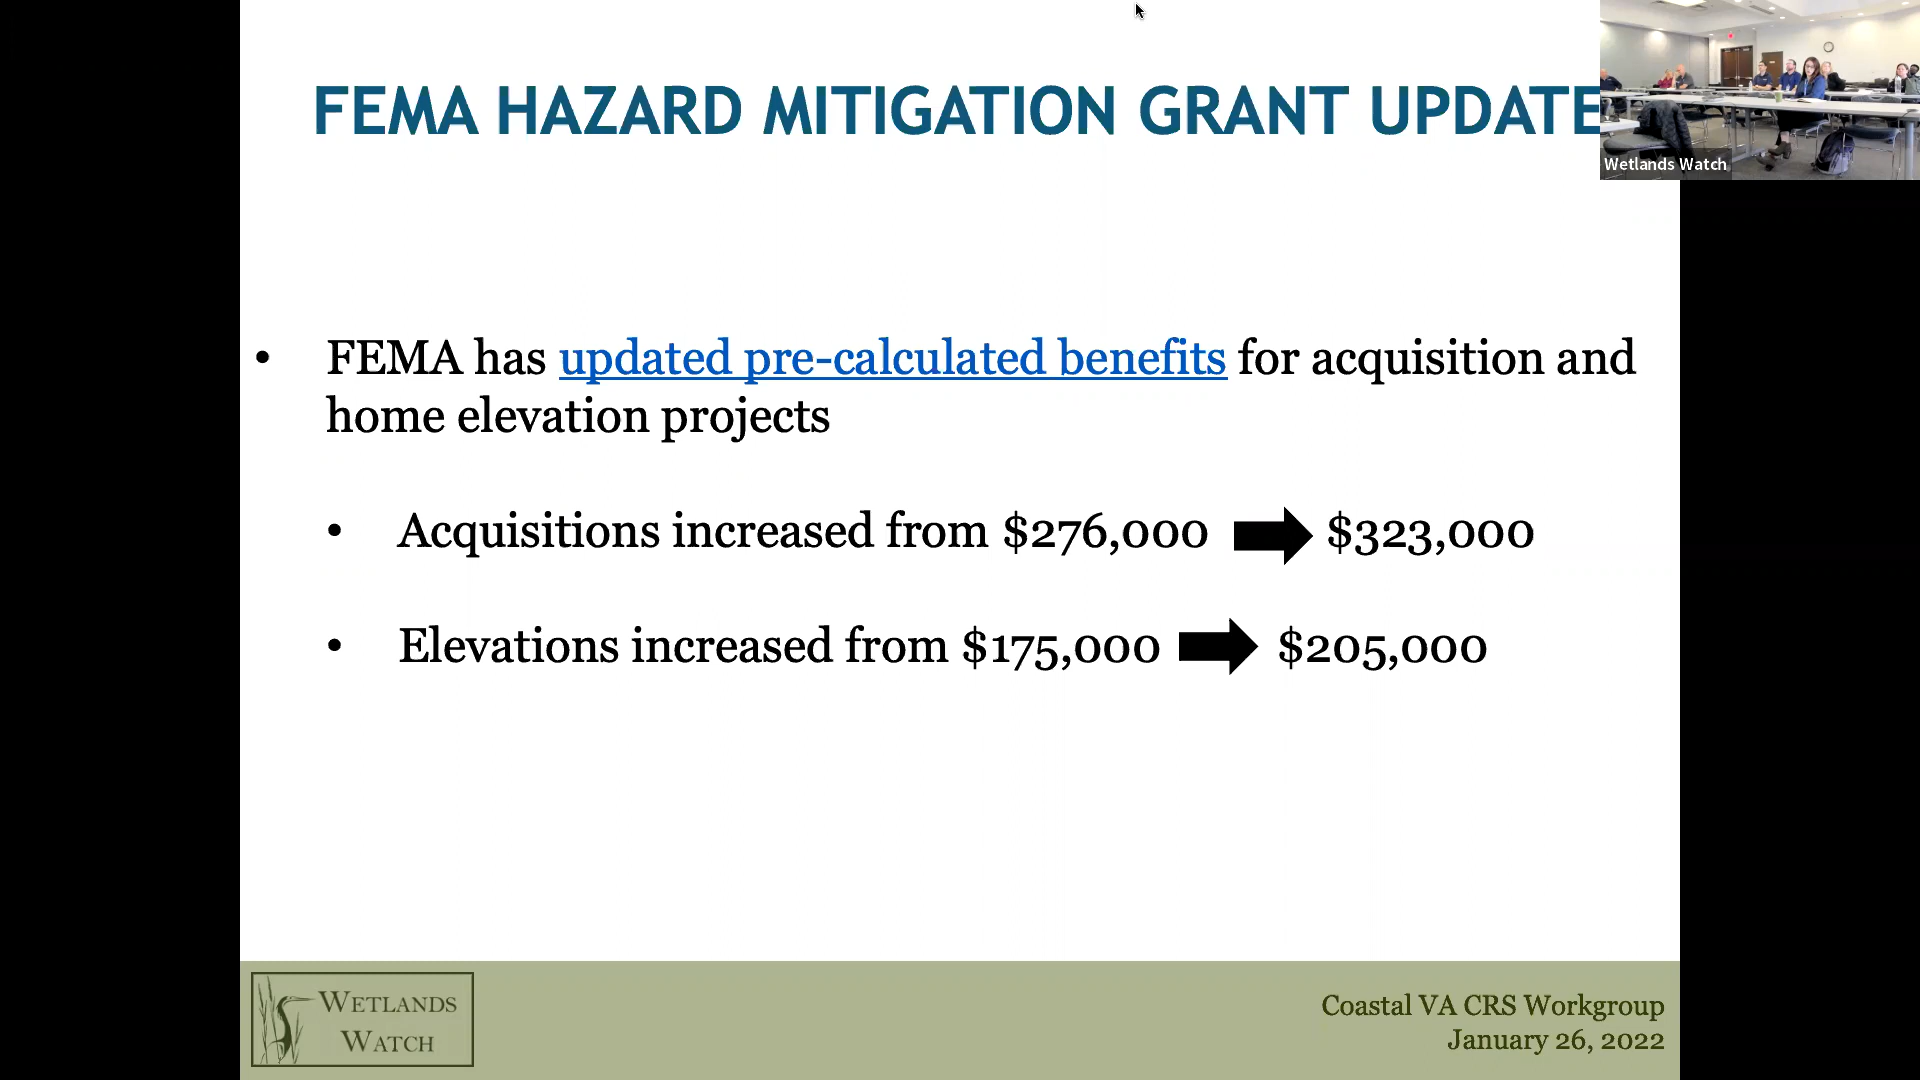 FEMA HAZARD MITIGATION GRANT UPDATE
Wetlands Watch
• FEMA has updated pre-calculated benefits for acquisition and
home elevation projects
• Acquisitions increased from $276,000 $323,000
• Elevations increased from $175,000 $205,000
WETLANDS
WATCH
Coastal VA CRS Workgroup
January 26, 2022